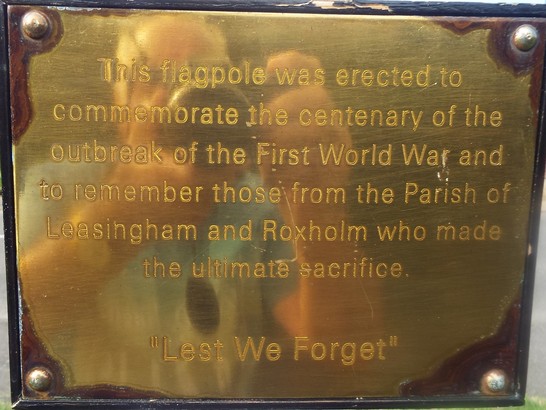 This flagpole was erected to
commemorate the centenary of the
outbreak of the First World War and
to remember those from the Parish of
Leasingham and Roxholm who made
the ultimate sacrifice.
"Lest We Forget"